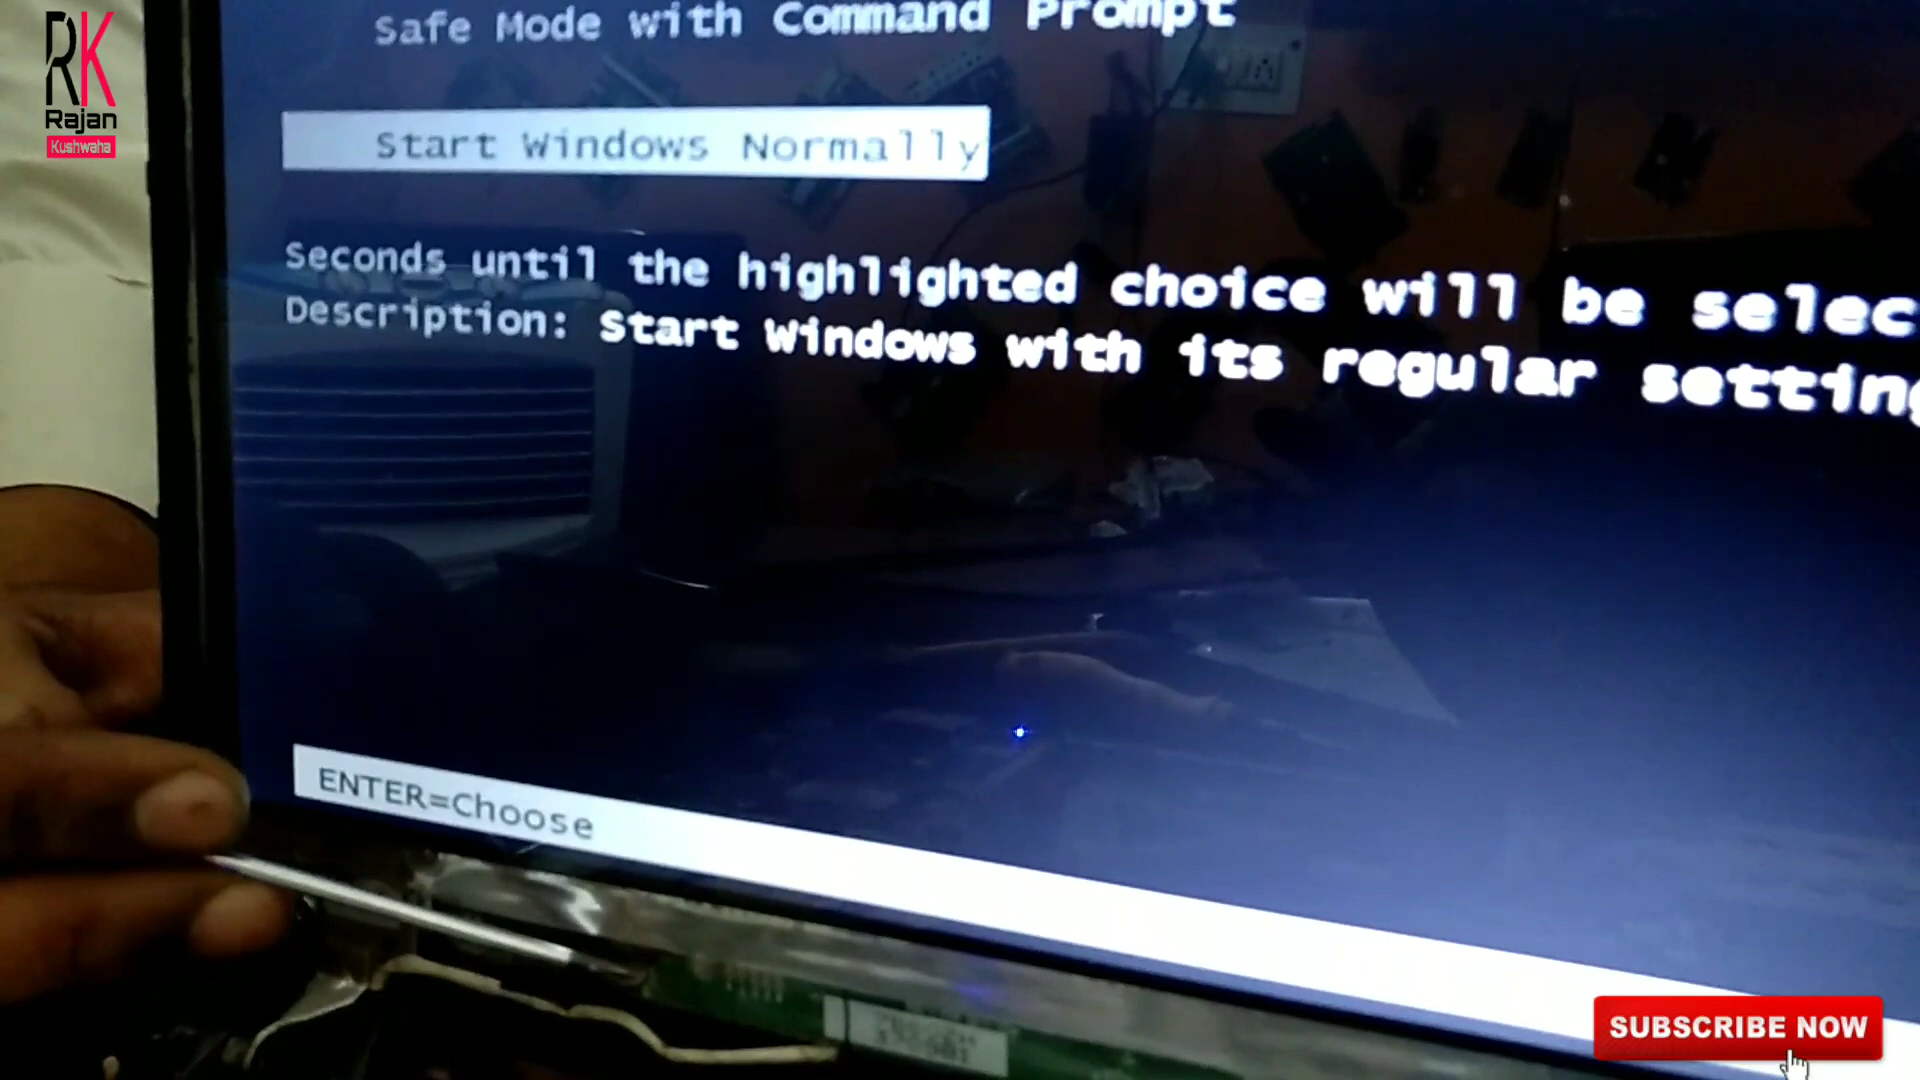 RK
Rajan
Kushwaha
Safe Mode with Command Prompt
Start Windows Normally
Seconds until the highlighted choice will be selec
Description: Start Windows with its regular setting
ENTER=Choose
SUBSCRIBE NOW